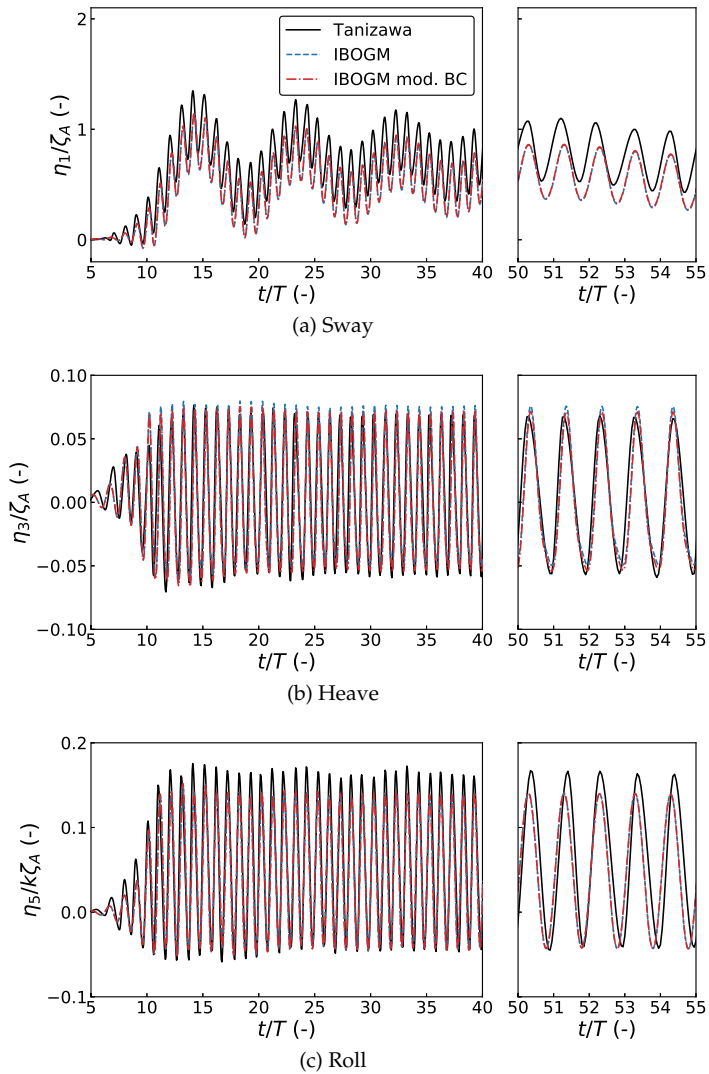 Tanizawa
IBOGM
IBOGM mod. BC
η₁/ζ_A (-)
2
1
0
5 10 15 20 25 30 35 40
t/T (-)
50 51 52 53 54 55
t/T (-)
(a) Sway
η₃/ζ_A (-)
0.10
0.05
0.00
−0.05
−0.10
5 10 15 20 25 30 35 40
t/T (-)
50 51 52 53 54 55
t/T (-)
(b) Heave
η₅/kζ_A (-)
0.2
0.1
0.0
−0.1
5 10 15 20 25 30 35 40
t/T (-)
50 51 52 53 54 55
t/T (-)
(c) Roll